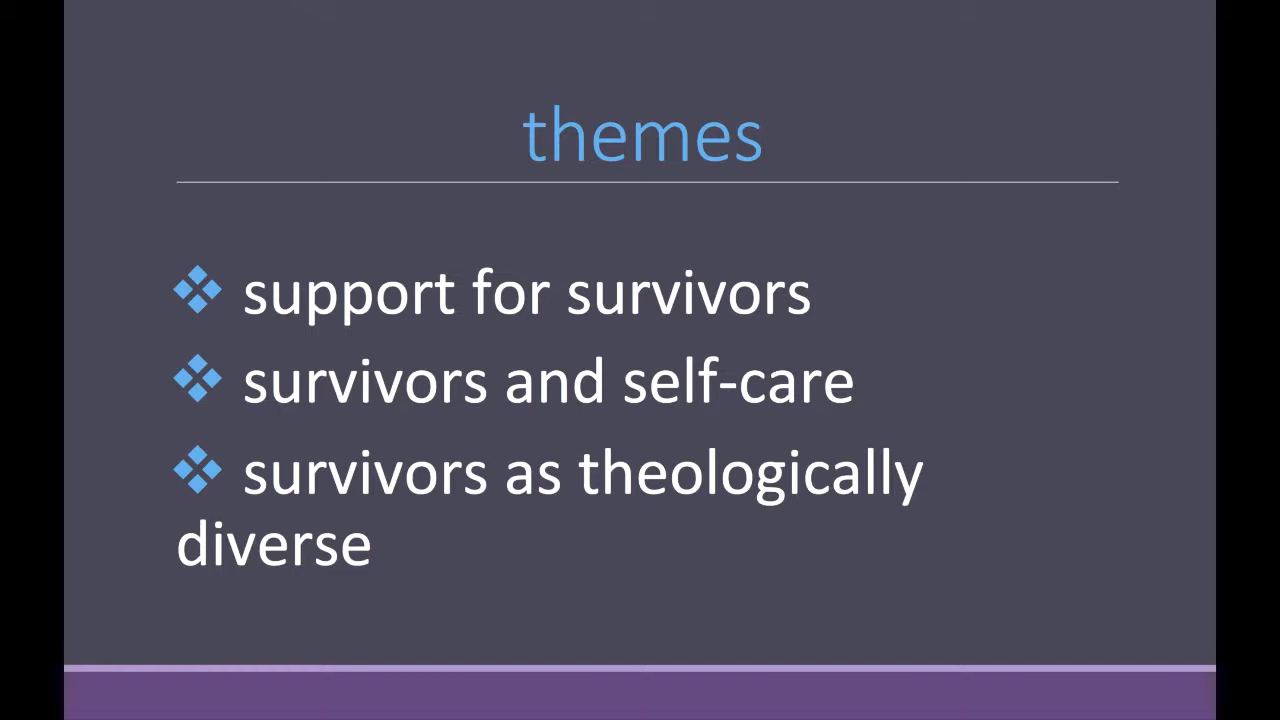 themes
❖ support for survivors
❖ survivors and self-care
❖ survivors as theologically
diverse